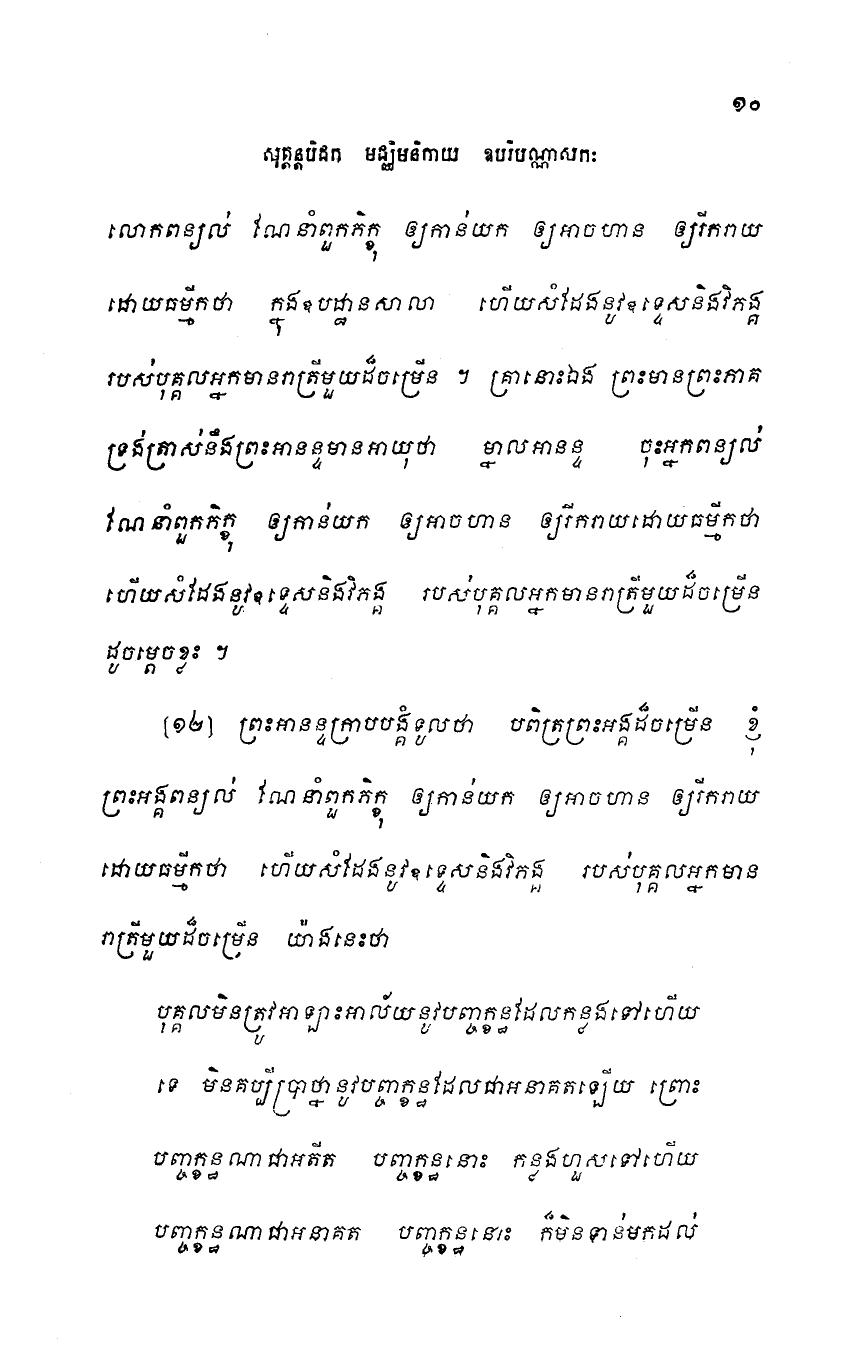 ១០
សុត្តន្តបិដក មជ្ឈិមនិកាយ ឧបរិបណ្ណាសកៈ
លោកពន្យល់ ណែនាំពួកភិក្ខុ ឲ្យកាន់យក ឲ្យអាចហាន ឲ្យរីករាយ
ដោយធម្មីកថា ក្នុងឧបដ្ឋានសាលា ហើយសំដែងនូវឧទ្ទេសនិងវិភង្គ
របស់បុគ្គលអ្នកមានរាត្រីមួយដ៏ចម្រើន ។ គ្រានោះឯង ព្រះមានព្រះភាគ
ទ្រង់ត្រាស់នឹងព្រះអានន្ទមានអាយុថា ម្នាលអានន្ទ ចុះអ្នកពន្យល់
ណែនាំពួកភិក្ខុ ឲ្យកាន់យក ឲ្យអាចហាន ឲ្យរីករាយដោយធម្មីកថា
ហើយសំដែងនូវឧទ្ទេសនិងវិភង្គ របស់បុគ្គលអ្នកមានរាត្រីមួយដ៏ចម្រើន
ដូចម្តេចខ្លះ ។
[១២] ព្រះអានន្ទក្រាបបង្គំទូលថា បពិត្រព្រះអង្គដ៏ចម្រើន ខ្ញុំ
ព្រះអង្គពន្យល់ ណែនាំពួកភិក្ខុ ឲ្យកាន់យក ឲ្យអាចហាន ឲ្យរីករាយ
ដោយធម្មីកថា ហើយសំដែងនូវឧទ្ទេសនិងវិភង្គ របស់បុគ្គលអ្នកមាន
រាត្រីមួយដ៏ចម្រើន យ៉ាងនេះថា
បុគ្គលមិនត្រូវអាឡោះអាល័យនូវបញ្ចក្ខន្ធដែលកន្លងទៅហើយ
ទេ មិនគប្បីប្រាថ្នានូវបញ្ចក្ខន្ធដែលជាអនាគតឡើយ ព្រោះ
បញ្ចក្ខន្ធណាជាអតីត បញ្ចក្ខន្ធនោះ កន្លងហួសទៅហើយ
បញ្ចក្ខន្ធណាជាអនាគត បញ្ចក្ខន្ធនោះ ក៏មិនទាន់មកដល់